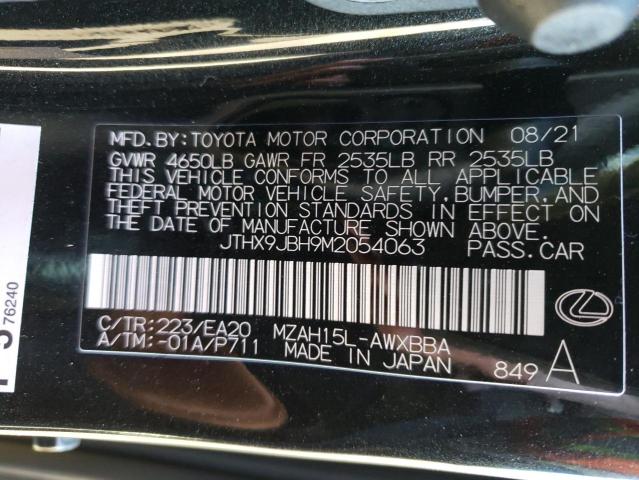 MFD.BY:TOYOTA MOTOR CORPORATION 08/21
GVWR 4650LB GAWR FR 2535LB RR 2535LB
THIS VEHICLE CONFORMS TO ALL APPLICABLE
FEDERAL MOTOR VEHICLE SAFETY,BUMPER,AND
THEFT PREVENTION STANDARDS IN EFFECT ON
THE DATE OF MANUFACTURE SHOWN ABOVE.
JTHX9JBH9M2054063 PASS.CAR
C/TR:223/EA20 MZAH15L-AWXBBA
A/TM:-01A/P711 MADE IN JAPAN
849 A
76240